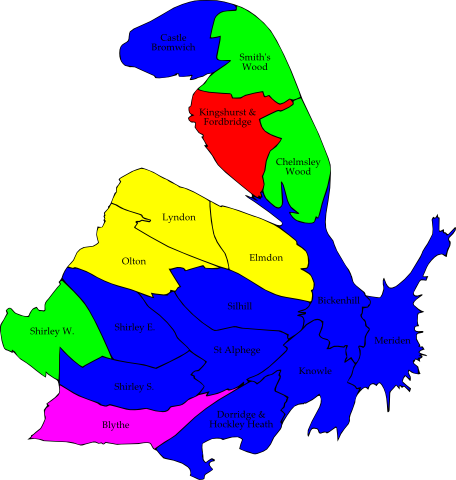 Castle
Bromwich
Smith's
Wood
Kingshurst &
Fordbridge
Chelmsley
Wood
Lyndon
Elmdon
Olton
Bickenhill
Silhill
Shirley E.
Shirley W.
Meriden
St Alphege
Knowle
Shirley S.
Dorridge &
Hockley Heath
Blythe